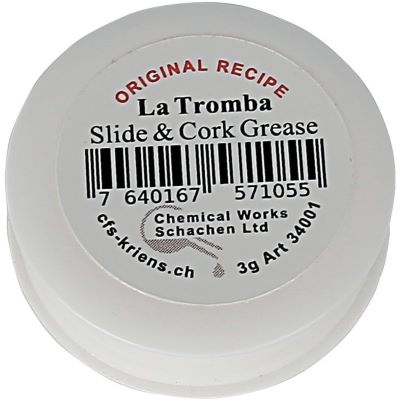 ORIGINAL RECIPE
La Tromba
Slide & Cork Grease
7 640167 571055
Chemical Works
Schachen Ltd
cfs-kriens.ch
3g Art 34001